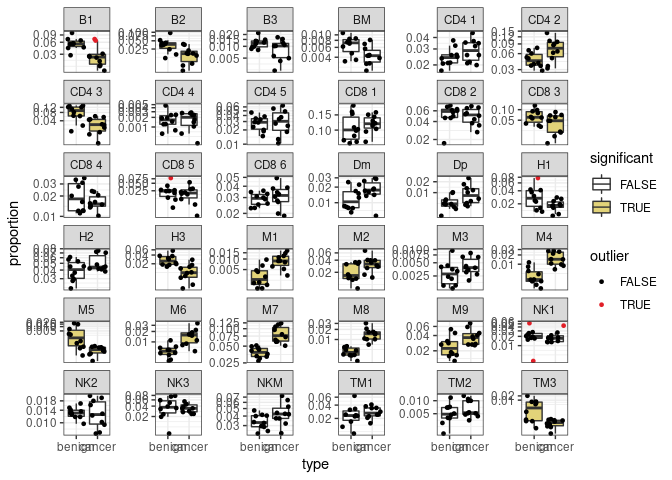 B1 B2 B3 BM CD4 1 CD4 2
0.09 0.06 0.03
0.100 0.050 0.025
0.020 0.015 0.010 0.005
0.010 0.008 0.006 0.004
0.04 0.03 0.02
0.15 0.06 0.03
CD4 3 CD4 4 CD4 5 CD8 1 CD8 2 CD8 3
0.12 0.08 0.04
0.005 0.001
0.06 0.05 0.04 0.03 0.02 0.01
0.15 0.10
0.06 0.04 0.02
0.10 0.05
CD8 4 CD8 5 CD8 6 Dm Dp H1
0.03 0.02 0.01
0.075 0.050 0.025
0.05 0.04 0.03 0.02
0.03 0.02 0.01
0.02 0.01
0.08 0.06 0.04 0.02
H2 H3 M1 M2 M3 M4
0.06 0.05 0.04 0.03
0.06 0.04 0.02
0.015 0.010 0.005
0.06 0.04 0.02
0.0100 0.0075 0.0050 0.0025
0.03 0.02 0.01
M5 M6 M7 M8 M9 NK1
0.020 0.005
0.03 0.02 0.01
0.125 0.100 0.075 0.050 0.025
0.03 0.02 0.01
0.06 0.04 0.02
0.06 0.01
NK2 NK3 NKM TM1 TM2 TM3
0.018 0.014 0.010
0.08 0.06 0.04 0.02
0.07 0.06 0.05 0.04 0.03
0.06 0.04 0.02
0.010 0.005
0.02 0.01
benign cancer benign cancer benign cancer benign cancer benign cancer benign cancer
type
proportion
significant
FALSE
TRUE
outlier
FALSE
TRUE